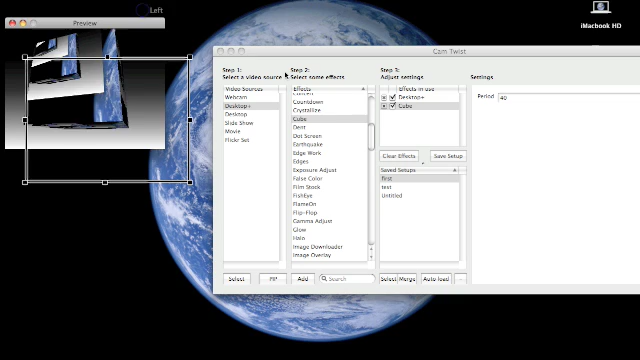 Left
Preview
iMacbook HD
Cam Twist
Step 1:
Select a video source
Step 2:
Select some effects
Step 3:
Adjust settings
Settings
Video Sources
Webcam
Desktop+
Desktop
Slide Show
Movie
Flickr Set
Effects
Convert
Countdown
Crystallize
Cube
Dent
Dot Screen
Earthquake
Edge Work
Edges
Exposure Adjust
False Color
Film Stock
FishEye
FlameOn
Flip-Flop
Gamma Adjust
Glow
Halo
Image Downloader
Image Overlay
Effects in use
Desktop+
Cube
Period
40
Clear Effects
Save Setup
Saved Setups
first
test
Untitled
Select
PIP
Add
Search
Select
Merge
Auto load